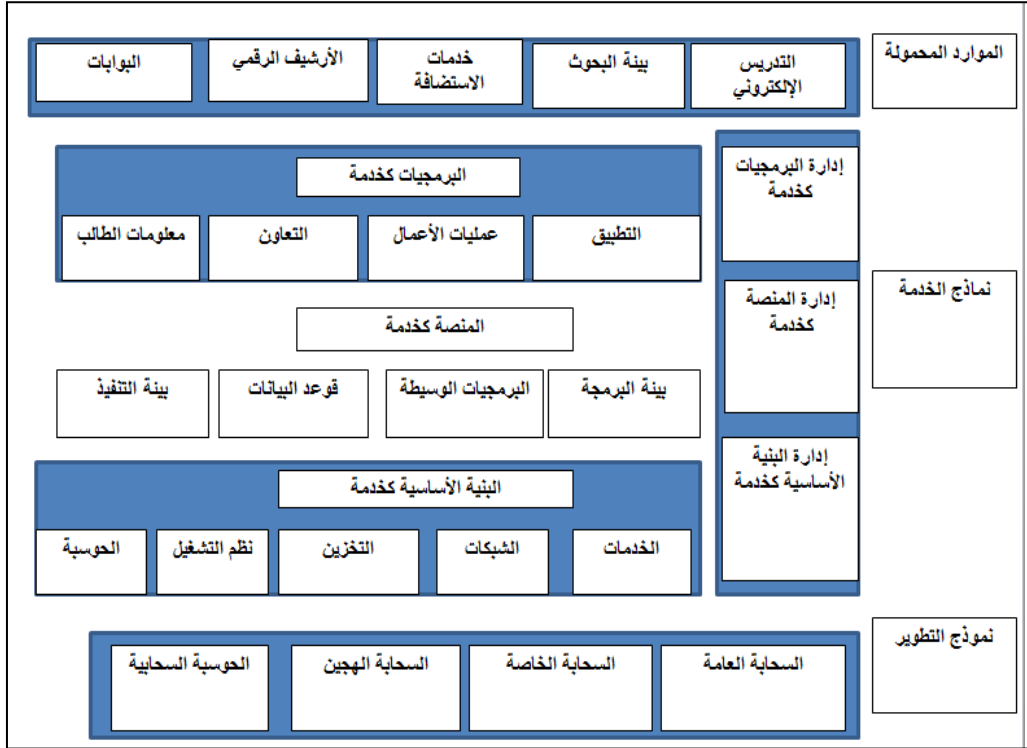 الموارد المحمولة
التدريس
الإلكتروني
بيئة البحوث
خدمات
الاستضافة
الأرشيف الرقمي
البوابات
نماذج الخدمة
إدارة البرمجيات
كخدمة
إدارة المنصة
كخدمة
إدارة البنية
الأساسية كخدمة
البرمجيات كخدمة
التطبيق
عمليات الأعمال
التعاون
معلومات الطالب
المنصة كخدمة
بيئة البرمجة
البرمجيات الوسيطة
قوعد البيانات
بيئة التنفيذ
البنية الأساسية كخدمة
الخدمات
الشبكات
التخزين
نظم التشغيل
الحوسبة
نموذج التطوير
السحابة العامة
السحابة الخاصة
السحابة الهجين
الحوسبة السحابية